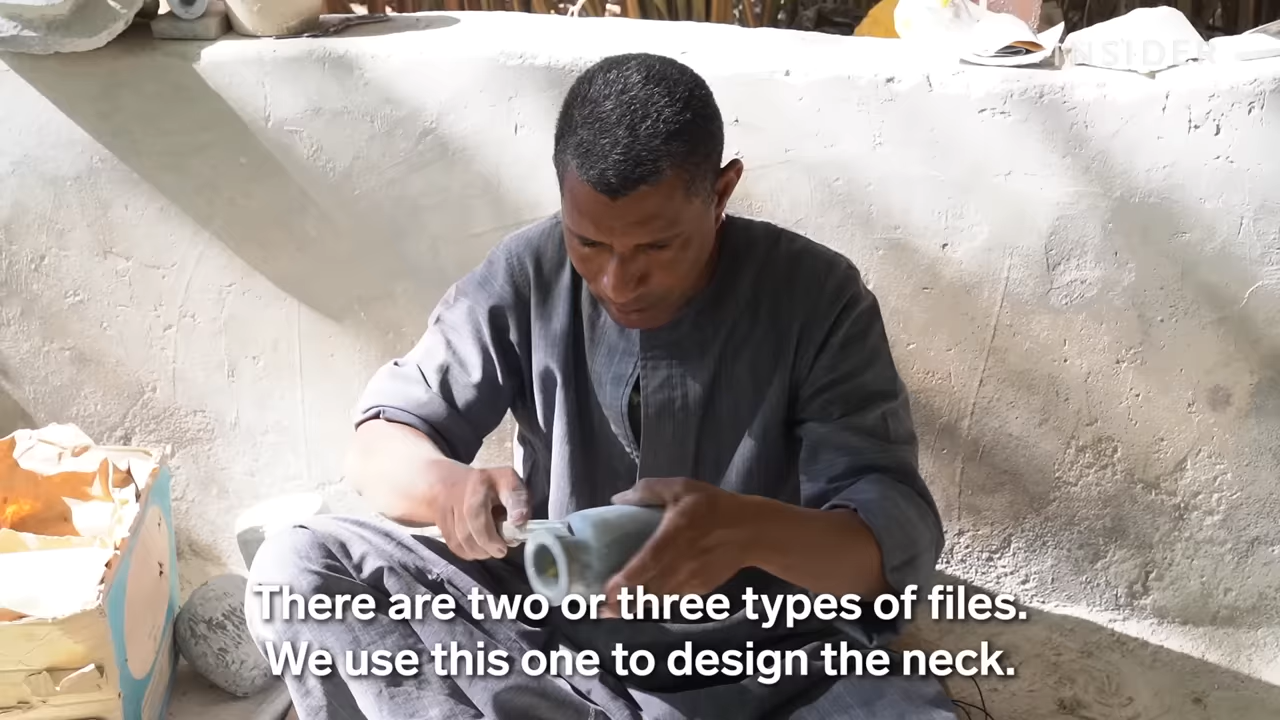 INSIDER
There are two or three types of files.
We use this one to design the neck.